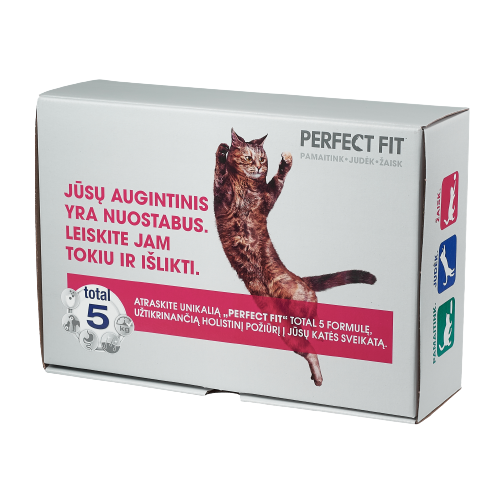 PERFECT FIT
PAMAITINK • JUDĖK • ŽAISK
JŪSŲ AUGINTINIS
YRA NUOSTABUS.
LEISKITE JAM
TOKIU IR IŠLIKTI.
total
5
ATRASKITE UNIKALIĄ „PERFECT FIT“ TOTAL 5 FORMULĘ,
UŽTIKRINANČIĄ HOLISTINĮ POŽIŪRĮ Į JŪSŲ KATĖS SVEIKATĄ.
ŽAISK
JUDĖK.
PAMAITINK.